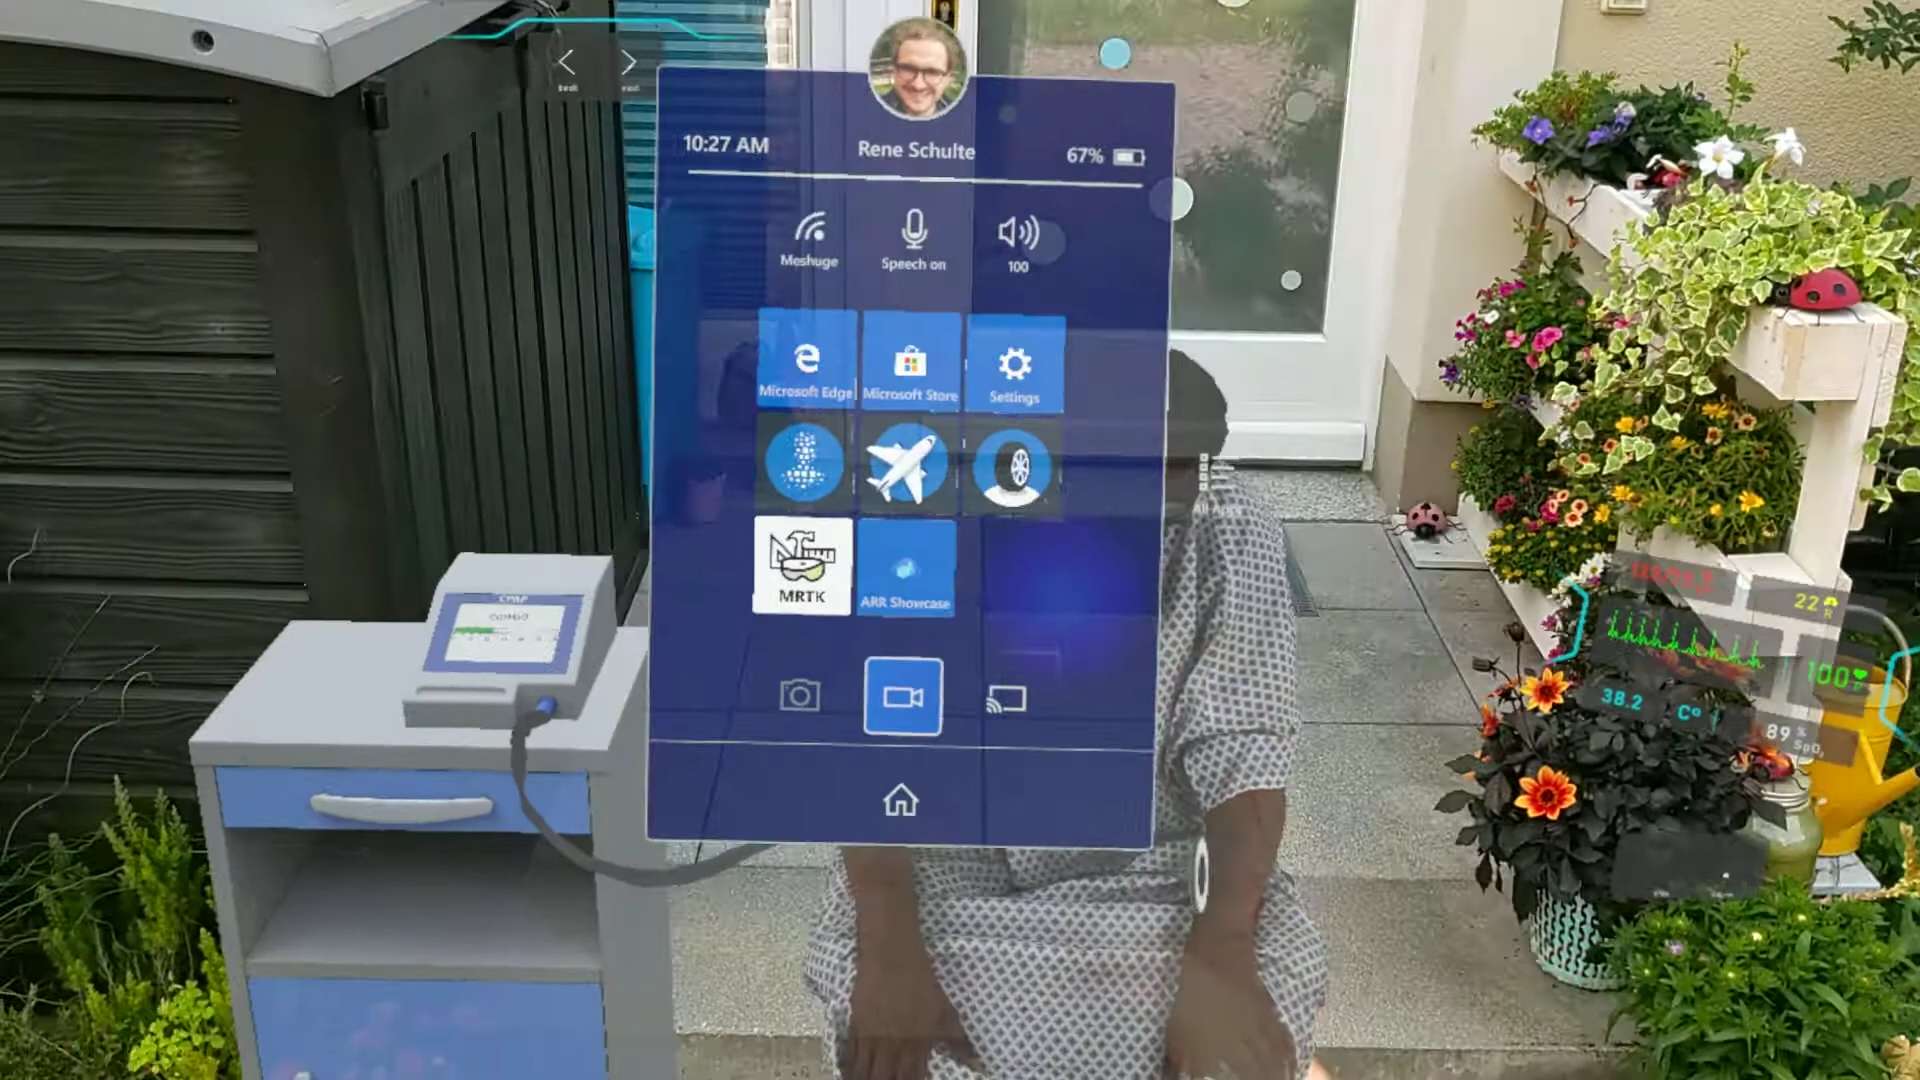 10:27 AM
Rene Schulte
67%
Meshuge
Speech on
100
Microsoft Edge
Microsoft Store
Settings
MRTK
ARR Showcase
22
R
100
38.2 C°
89 %
SpO₂